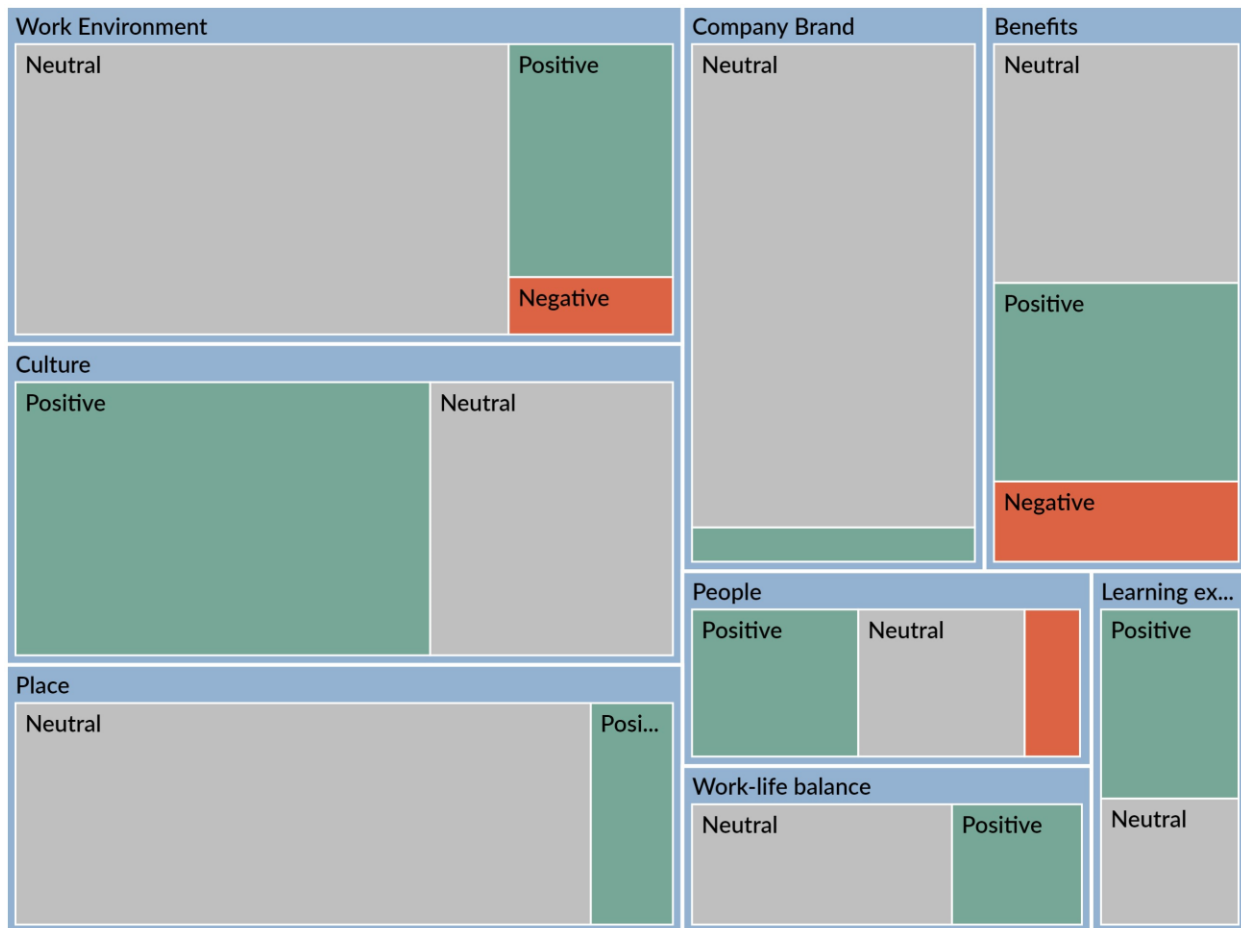 Work Environment
Neutral
Positive
Negative
Culture
Positive
Neutral
Place
Neutral
Posi...
Company Brand
Neutral
Benefits
Neutral
Positive
Negative
People
Positive
Neutral
Work-life balance
Neutral
Positive
Learning ex...
Positive
Neutral